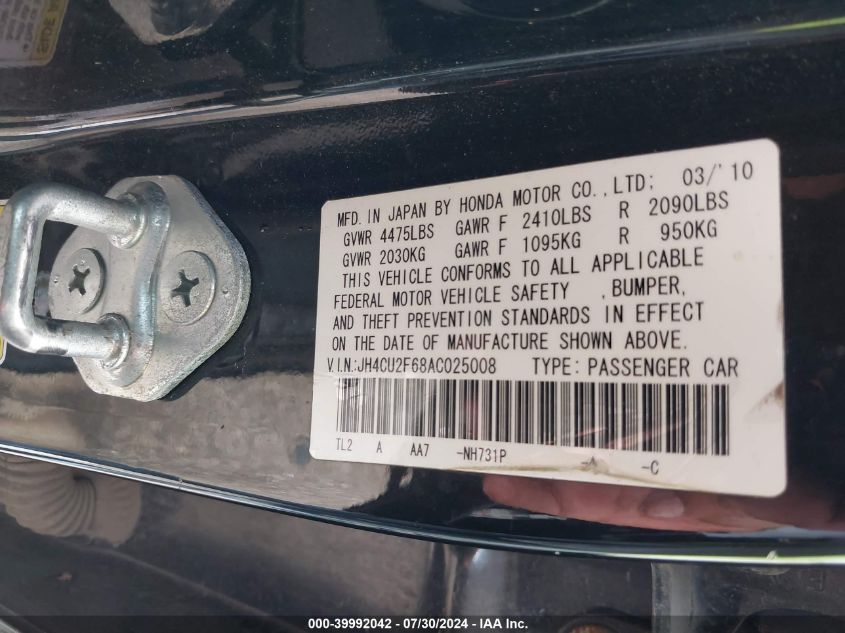 MFD. IN JAPAN BY HONDA MOTOR CO.,LTD; 03/'10
GVWR 4475LBS GAWR F 2410LBS R 2090LBS
GVWR 2030KG GAWR F 1095KG R 950KG
THIS VEHICLE CONFORMS TO ALL APPLICABLE
FEDERAL MOTOR VEHICLE SAFETY , BUMPER,
AND THEFT PREVENTION STANDARDS IN EFFECT
ON THE DATE OF MANUFACTURE SHOWN ABOVE.
V.I.N.:JH4CU2F68AC025008 TYPE: PASSENGER CAR
TL2 A AA7 -NH731P -A -C
000-39992042 / 07/30/2024 - IAA Inc.